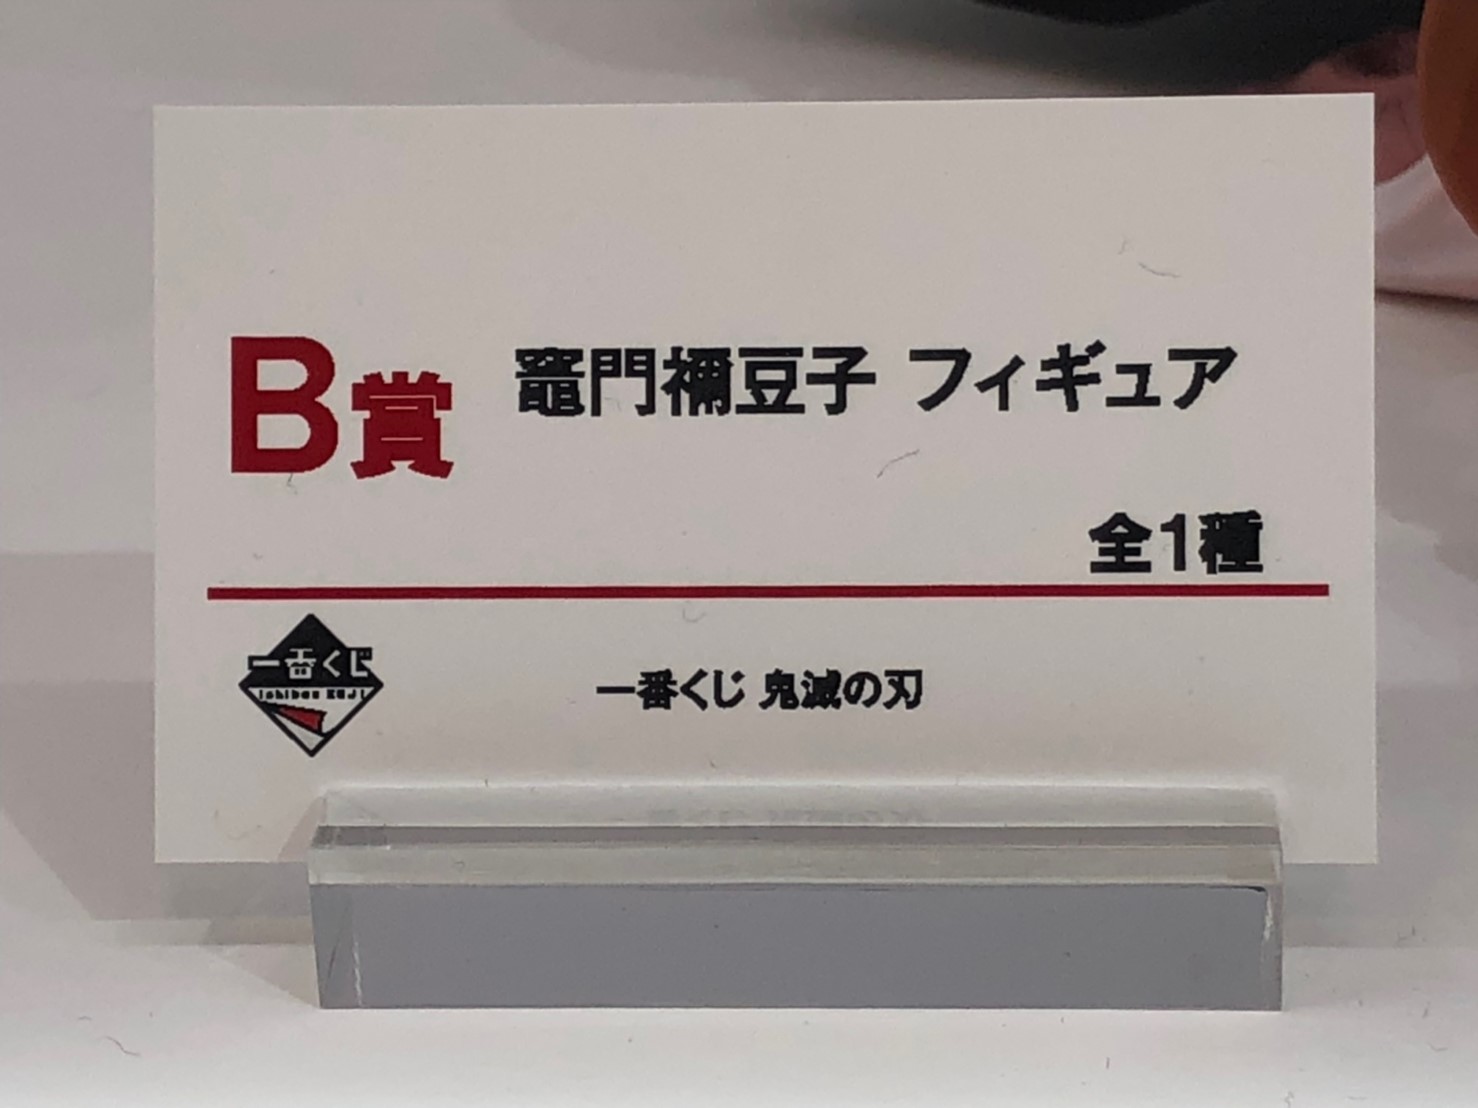 B賞 竈門禰豆子 フィギュア
全1種
一番くじ
Ichiban KUJI
一番くじ 鬼滅の刃